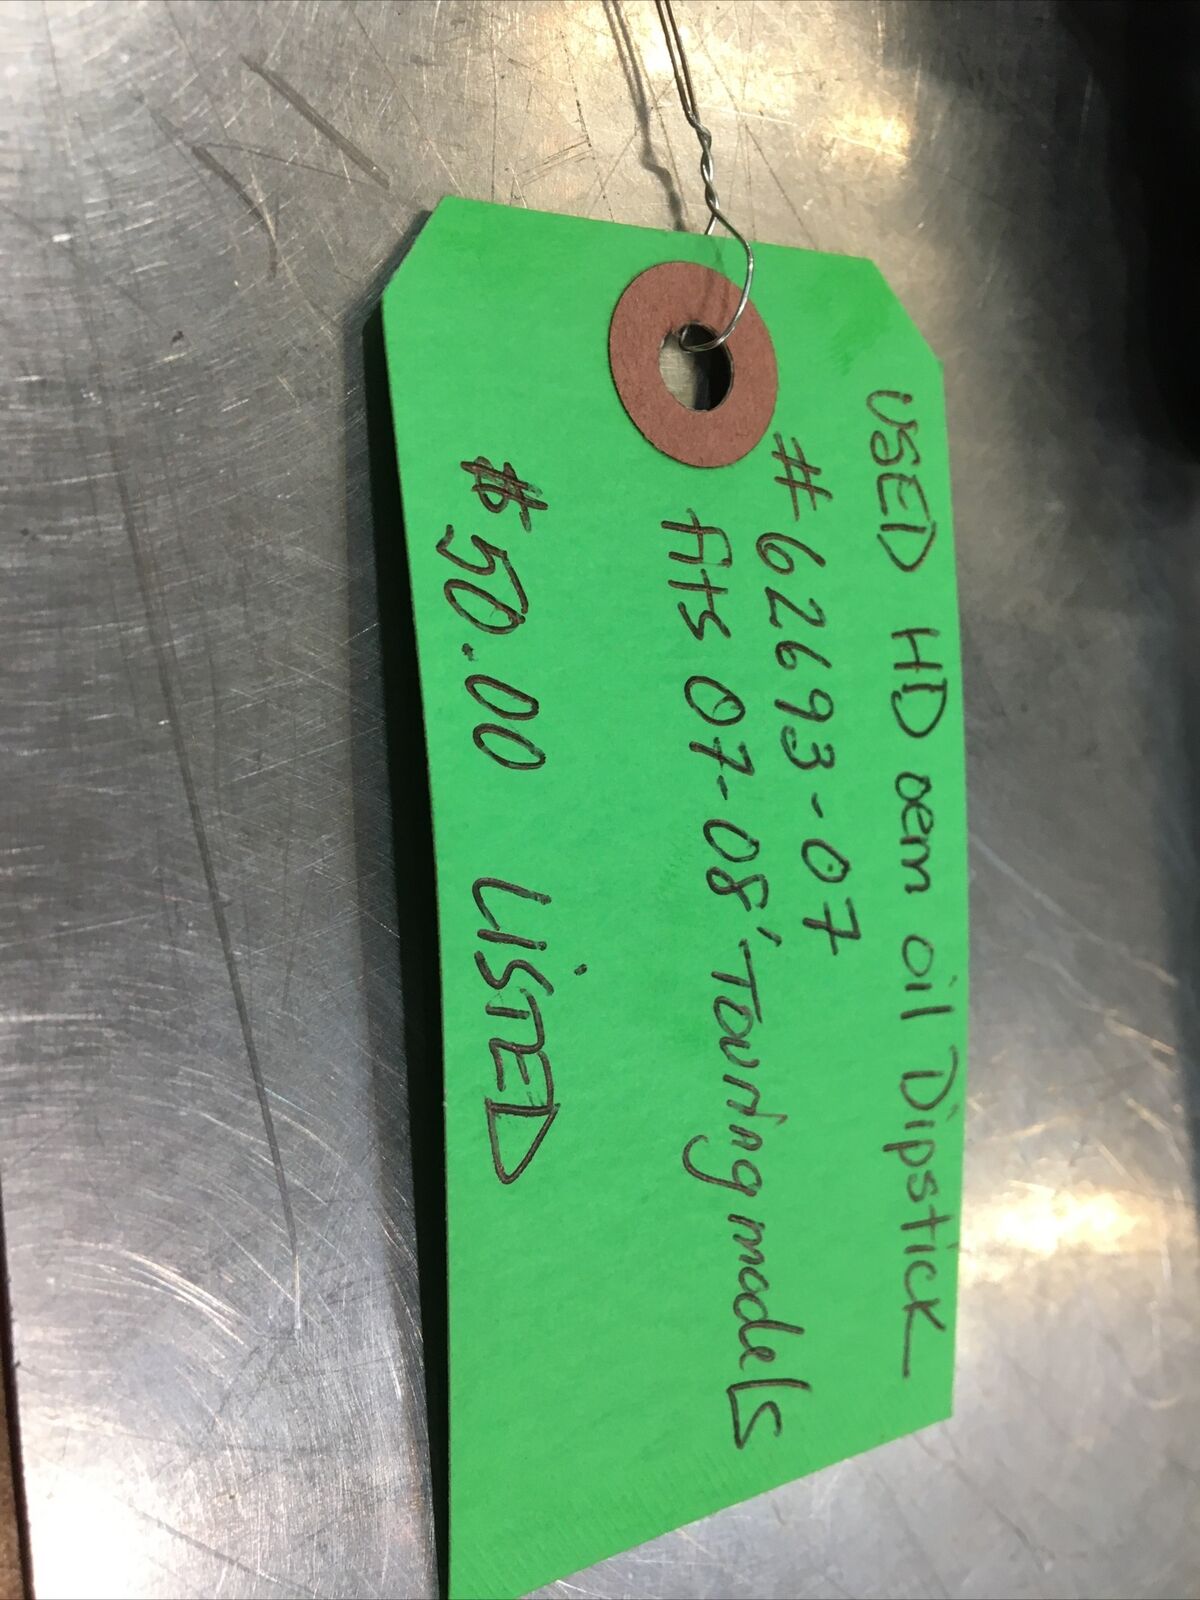 USED HD oem oil Dipstick
# 62693-07
fits 07-08' Touring models
$50.00 LISTED